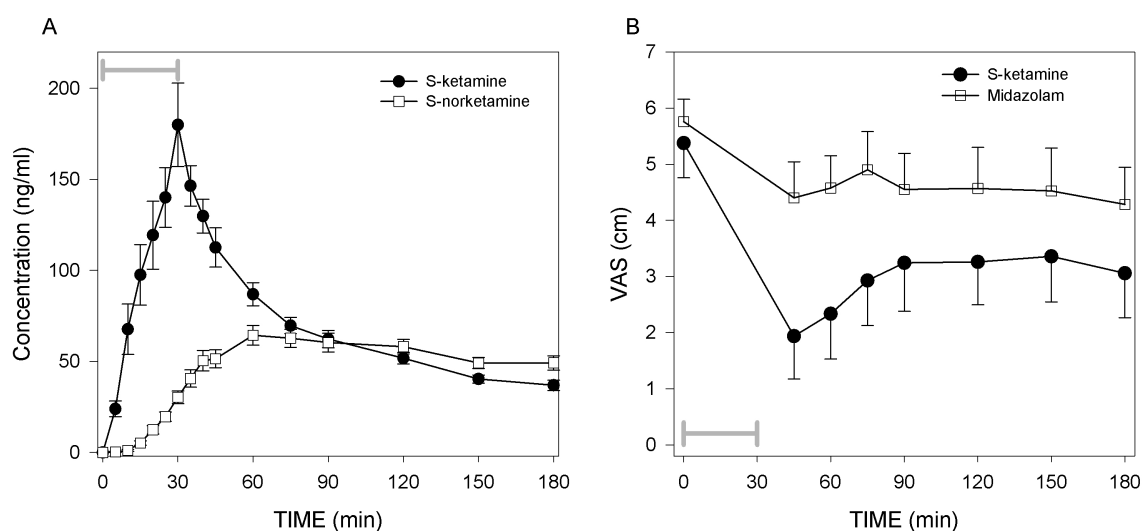 A
Concentration (ng/ml)
200
150
100
50
0
S-ketamine
S-norketamine
0 30 60 90 120 150 180
TIME (min)
B
VAS (cm)
7
6
5
4
3
2
1
0
S-ketamine
Midazolam
0 30 60 90 120 150 180
TIME (min)